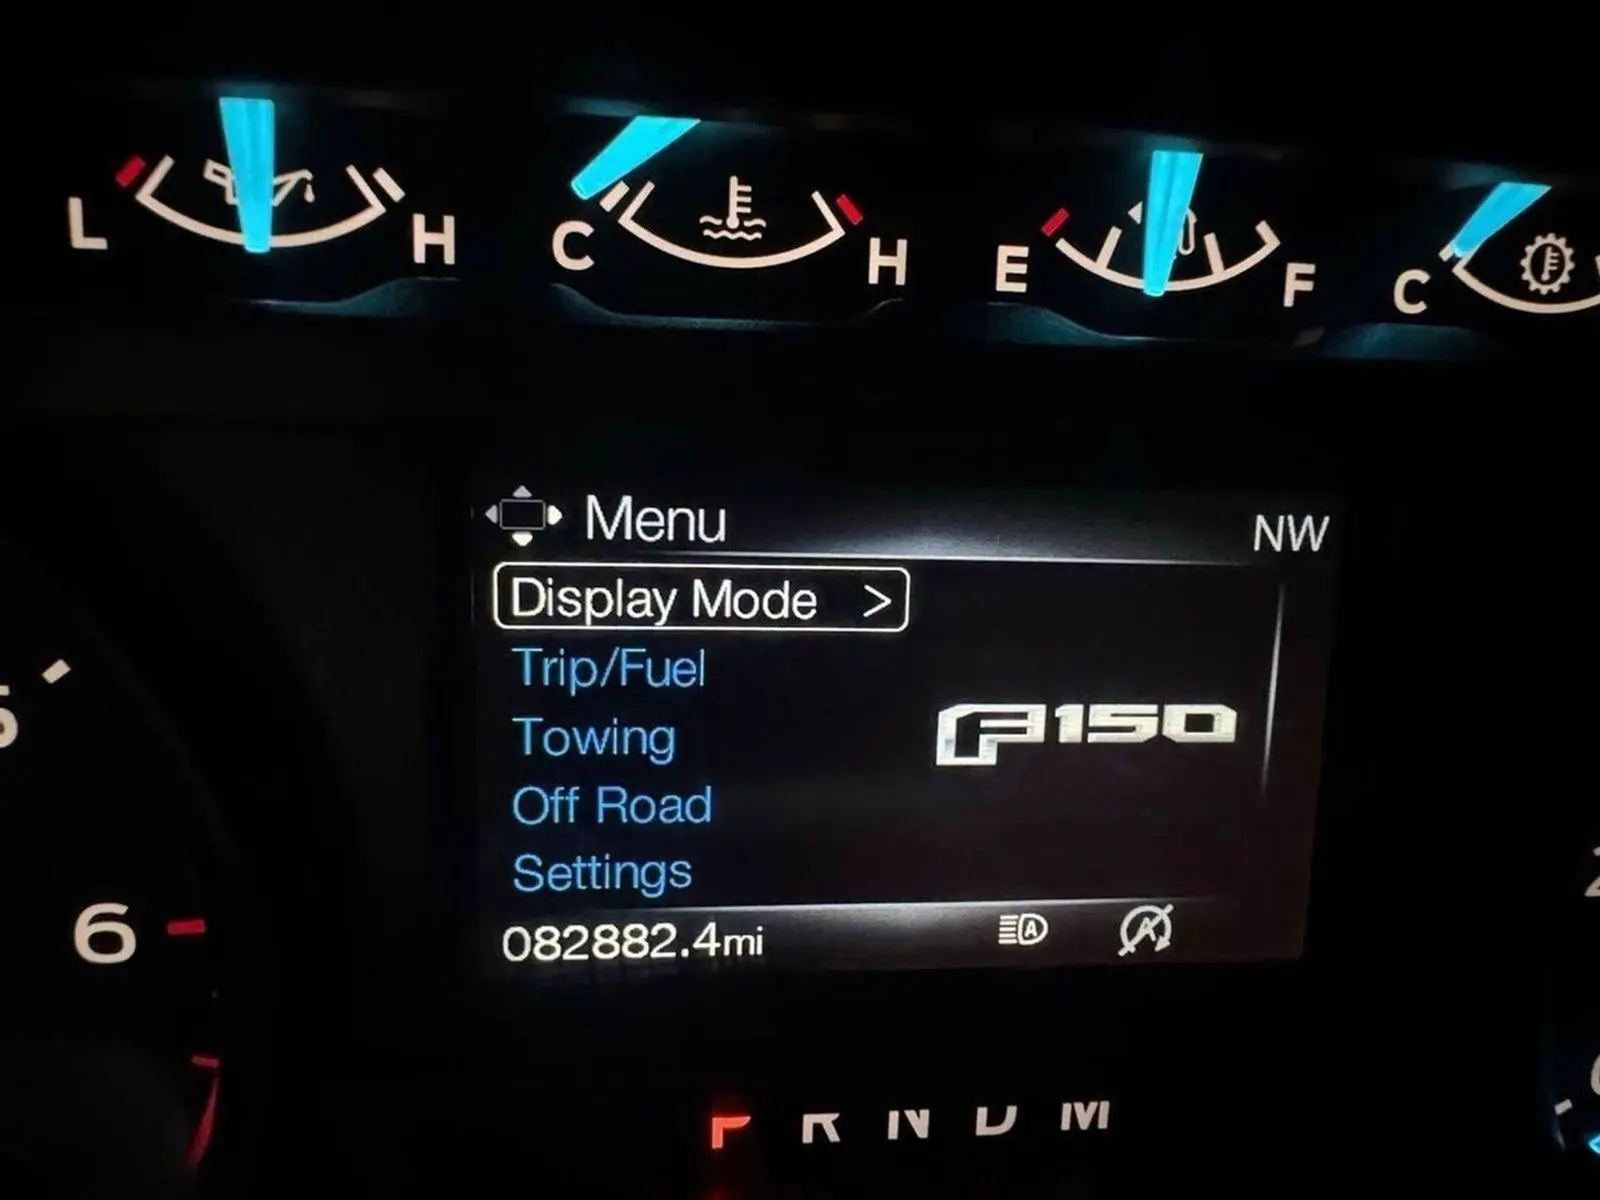 L H C H E F C
Menu NW
Display Mode >
Trip/Fuel
F150
Towing
Off Road
Settings
6
082882.4mi
P R N D M